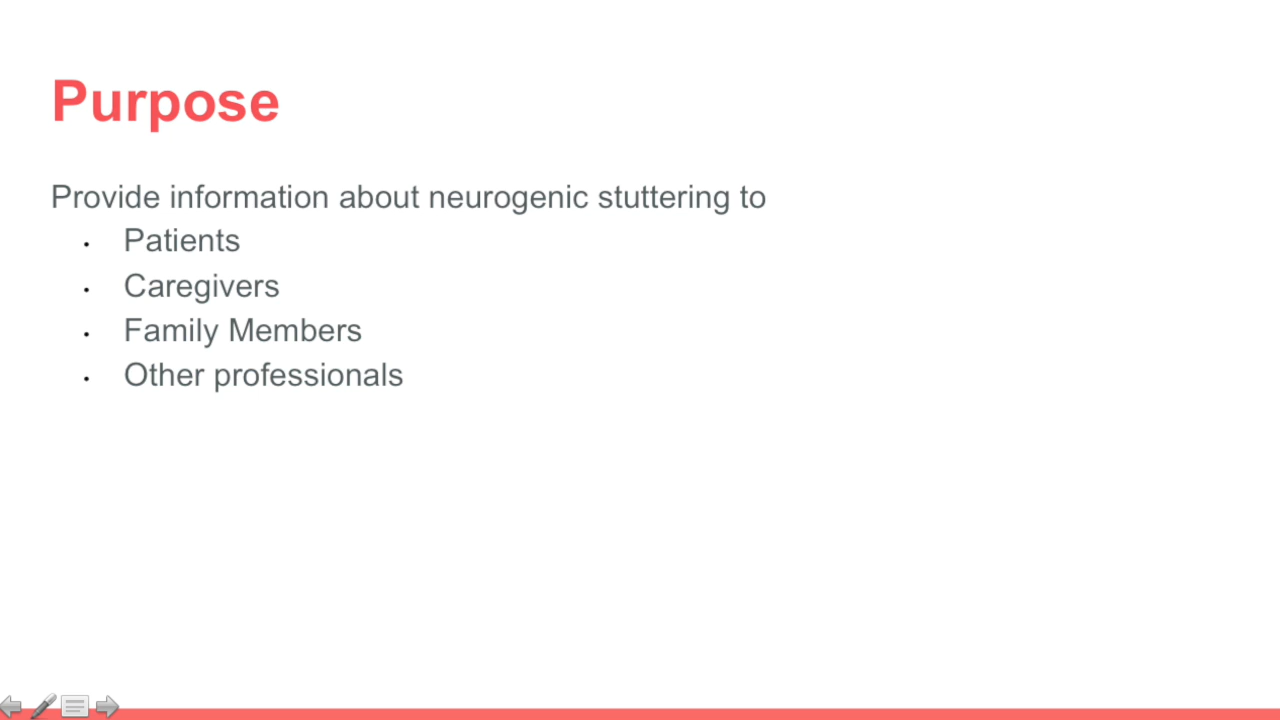 Purpose
Provide information about neurogenic stuttering to
• Patients
• Caregivers
• Family Members
• Other professionals